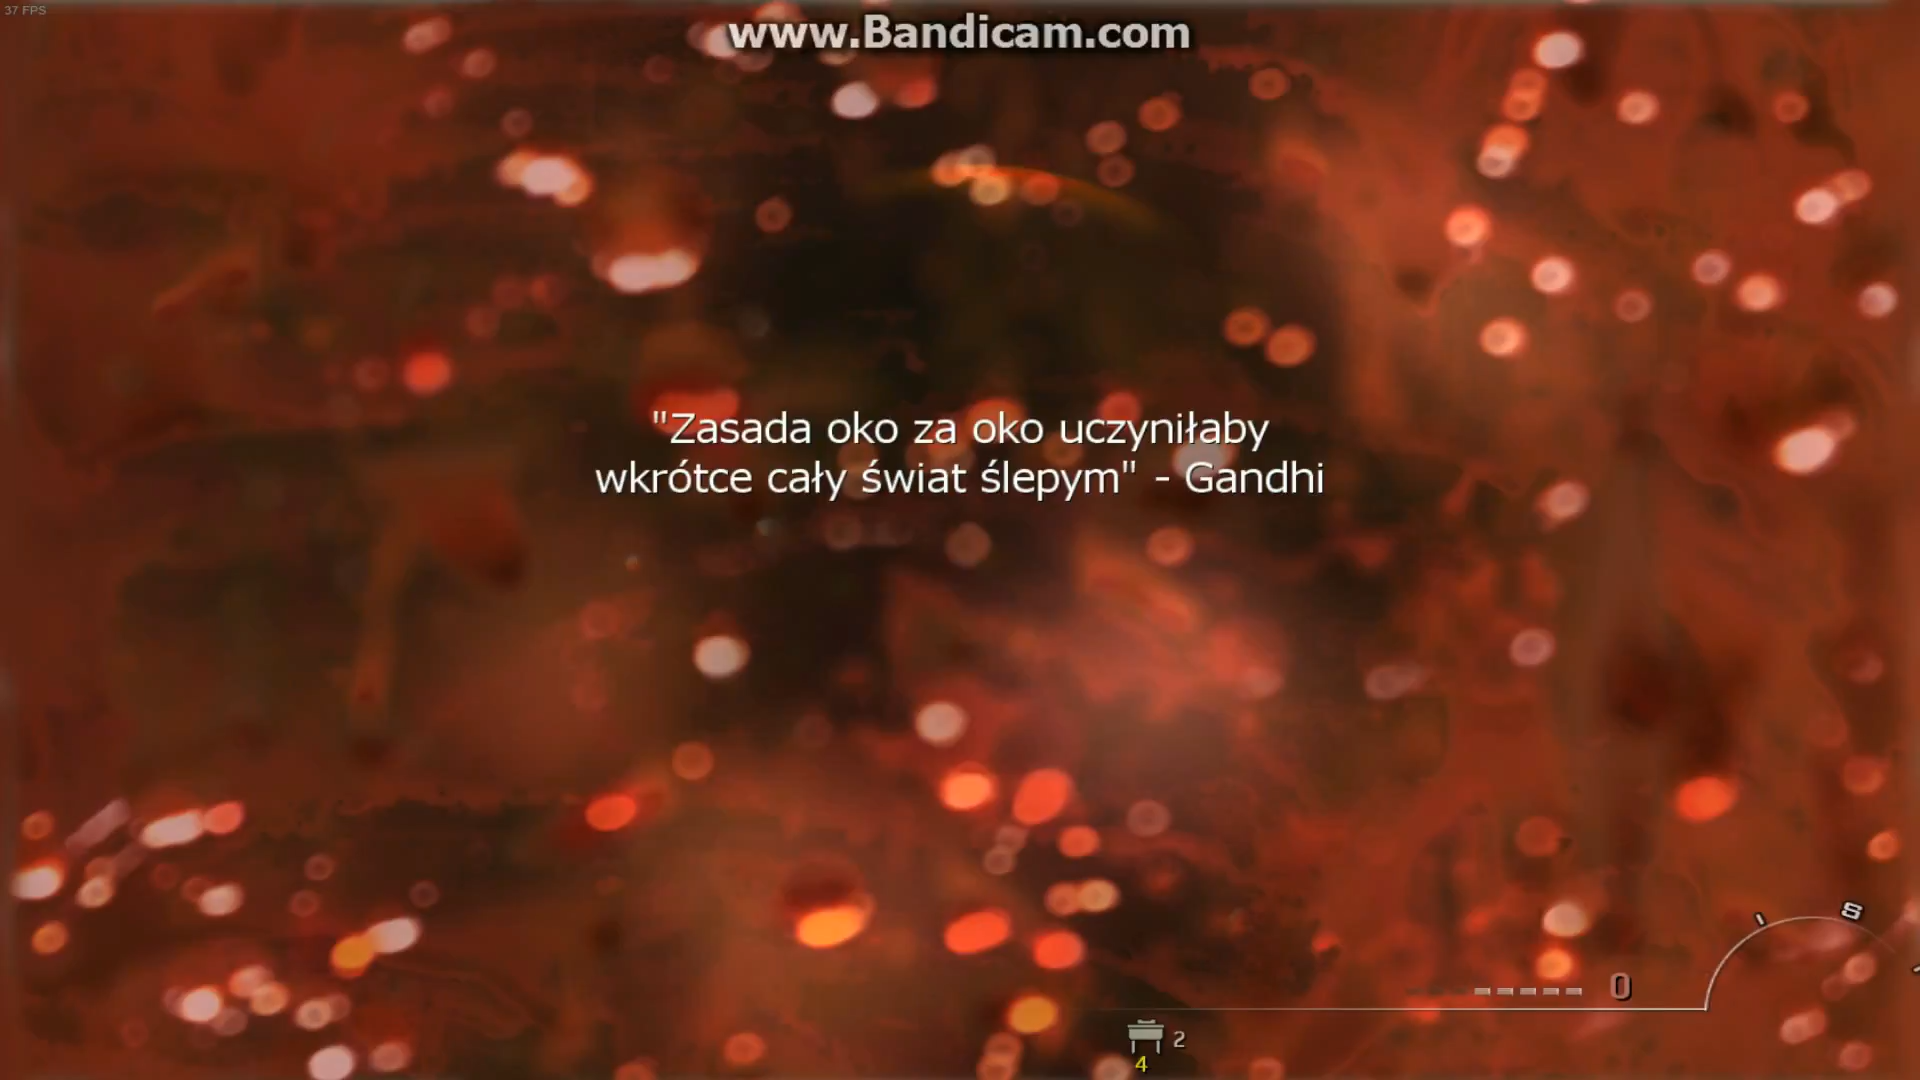 37 FPS
www.Bandicam.com
"Zasada oko za oko uczyniłaby
wkrótce cały świat ślepym" - Gandhi
S
0
2
4